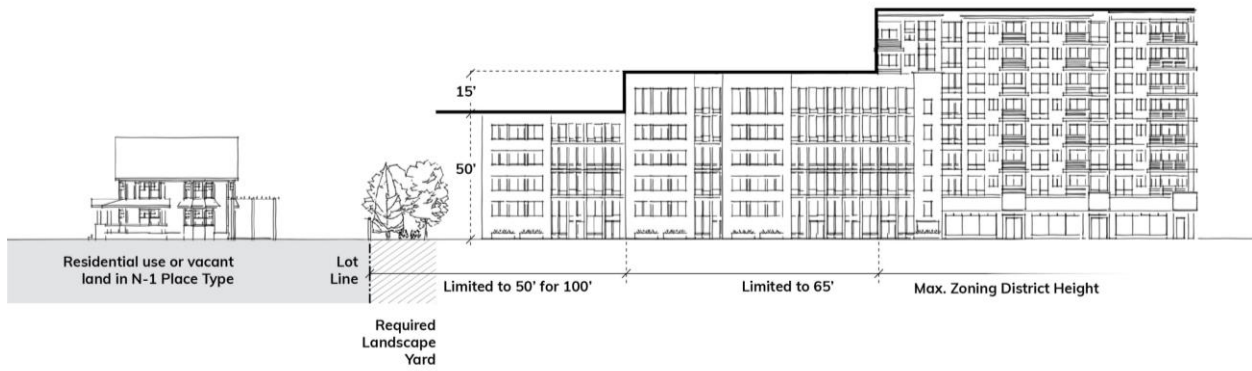 15’
50’
Residential use or vacant
land in N-1 Place Type
Lot
Line
Limited to 50’ for 100’
Limited to 65’
Max. Zoning District Height
Required
Landscape
Yard